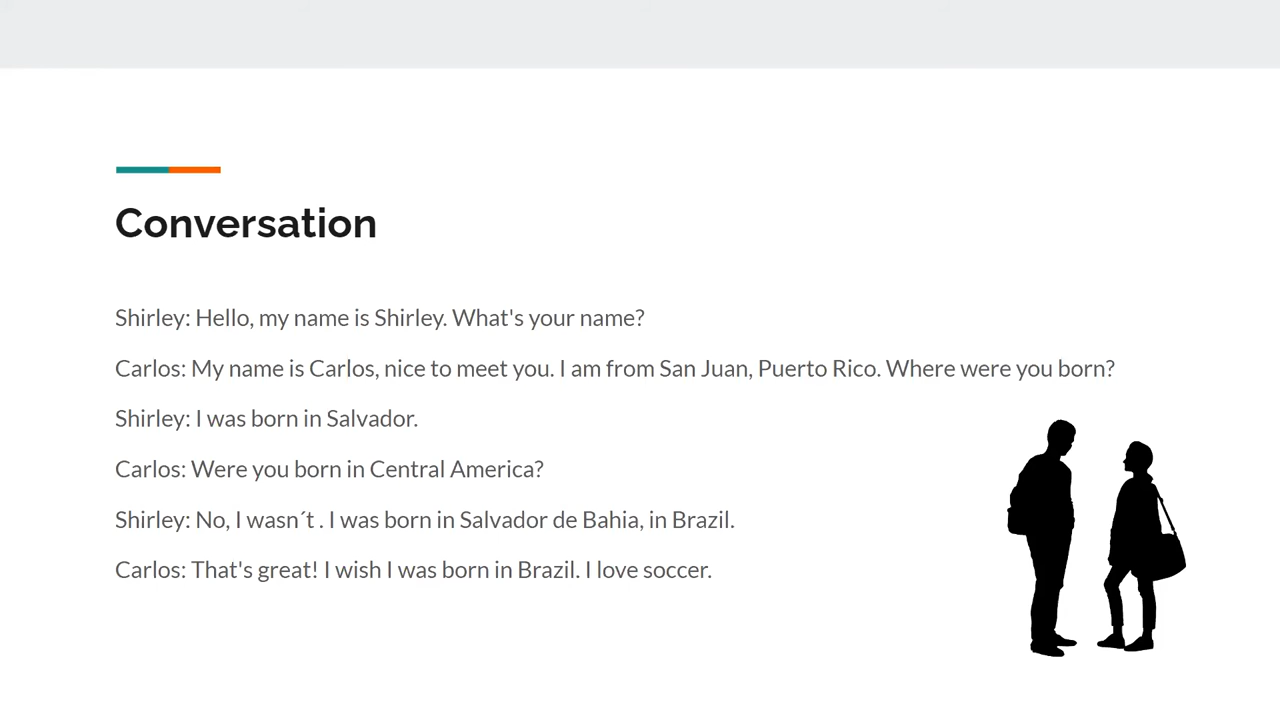 Conversation
Shirley: Hello, my name is Shirley. What's your name?
Carlos: My name is Carlos, nice to meet you. I am from San Juan, Puerto Rico. Where were you born?
Shirley: I was born in Salvador.
Carlos: Were you born in Central America?
Shirley: No, I wasn´t . I was born in Salvador de Bahia, in Brazil.
Carlos: That's great! I wish I was born in Brazil. I love soccer.